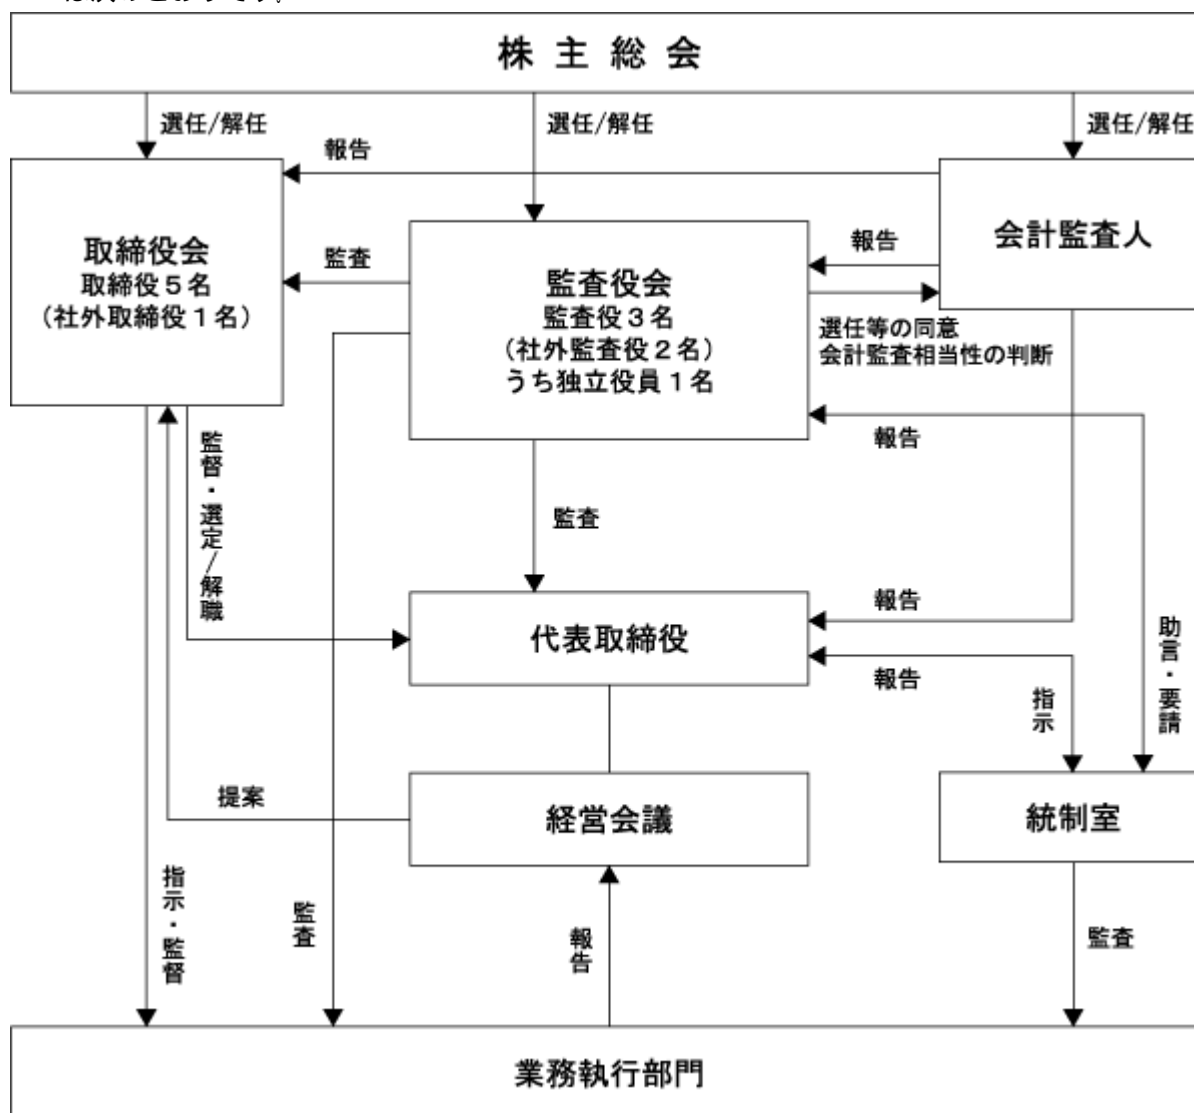 株主総会
選任/解任
選任/解任
選任/解任
報告
取締役会
取締役５名
（社外取締役１名）
監査
監査役会
監査役３名
（社外監査役２名）
うち独立役員１名
報告
会計監査人
選任等の同意
会計監査相当性の判断
報告
監督・選定/解職
監査
代表取締役
報告
報告
指示
助言・要請
提案
経営会議
統制室
指示・監督
監査
報告
監査
業務執行部門